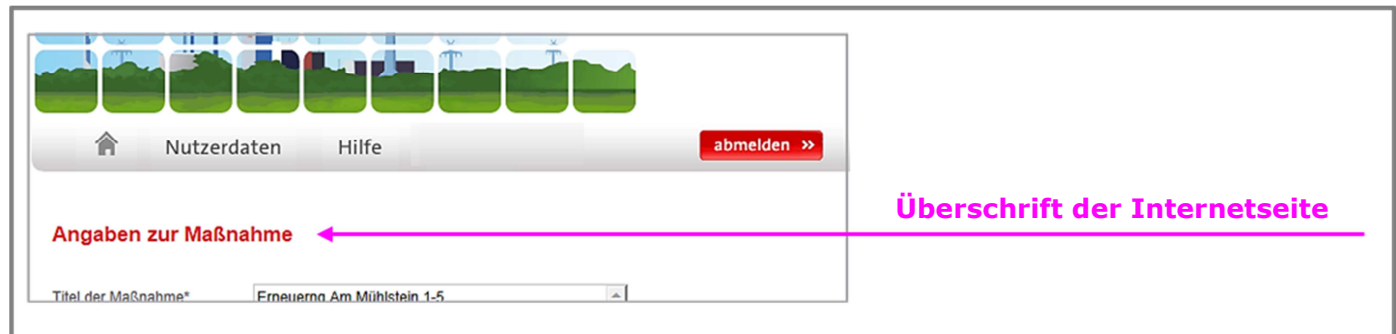 Nutzerdaten Hilfe abmelden »
Überschrift der Internetseite
Angaben zur Maßnahme
Titel der Maßnahme* Erneuerng Am Mühlstein 1-5